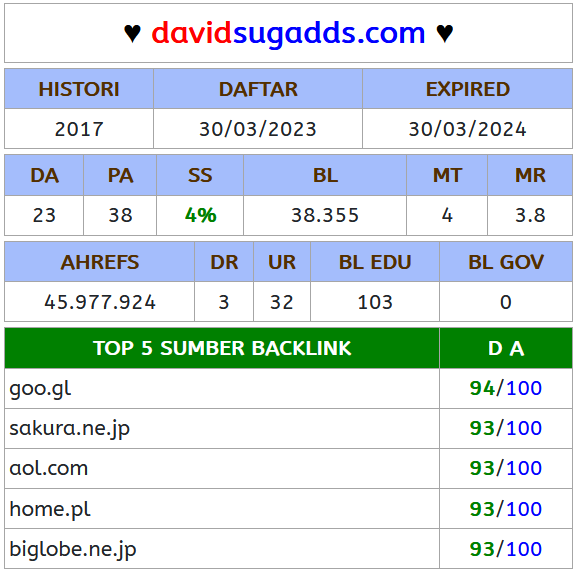 ♥ davidsugadds.com ♥
HISTORI DAFTAR EXPIRED
2017 30/03/2023 30/03/2024
DA PA SS BL MT MR
23 38 4% 38.355 4 3.8
AHREFS DR UR BL EDU BL GOV
45.977.924 3 32 103 0
TOP 5 SUMBER BACKLINK D A
goo.gl 94/100
sakura.ne.jp 93/100
aol.com 93/100
home.pl 93/100
biglobe.ne.jp 93/100